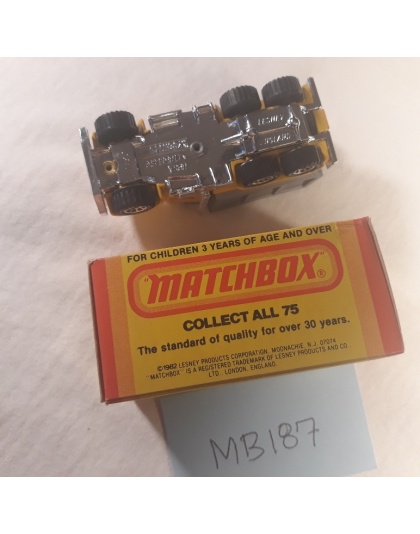 LESNEY
FOR CHILDREN 3 YEARS OF AGE AND OVER
"MATCHBOX"®
COLLECT ALL 75
The standard of quality for over 30 years.
©1982 LESNEY PRODUCTS CORPORATION, MOONACHIE, N.J. 07074
"MATCHBOX" IS A REGISTERED TRADEMARK OF LESNEY PRODUCTS AND CO.
LTD. LONDON, ENGLAND.
MB187